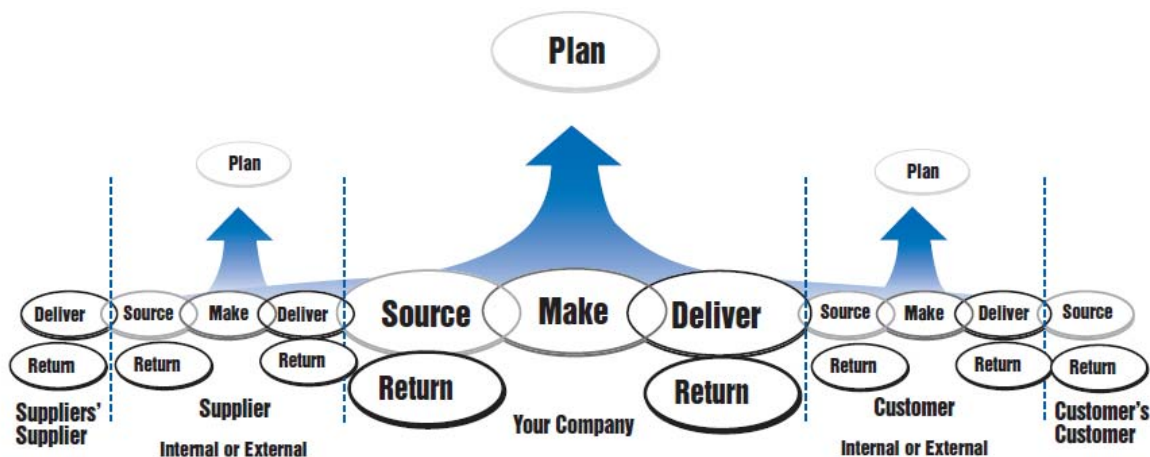 Plan
Plan
Plan
Deliver
Source
Make
Deliver
Source
Make
Deliver
Source
Make
Deliver
Source
Return
Return
Return
Return
Return
Return
Return
Return
Suppliers'
Supplier
Supplier
Internal or External
Your Company
Customer
Internal or External
Customer's
Customer